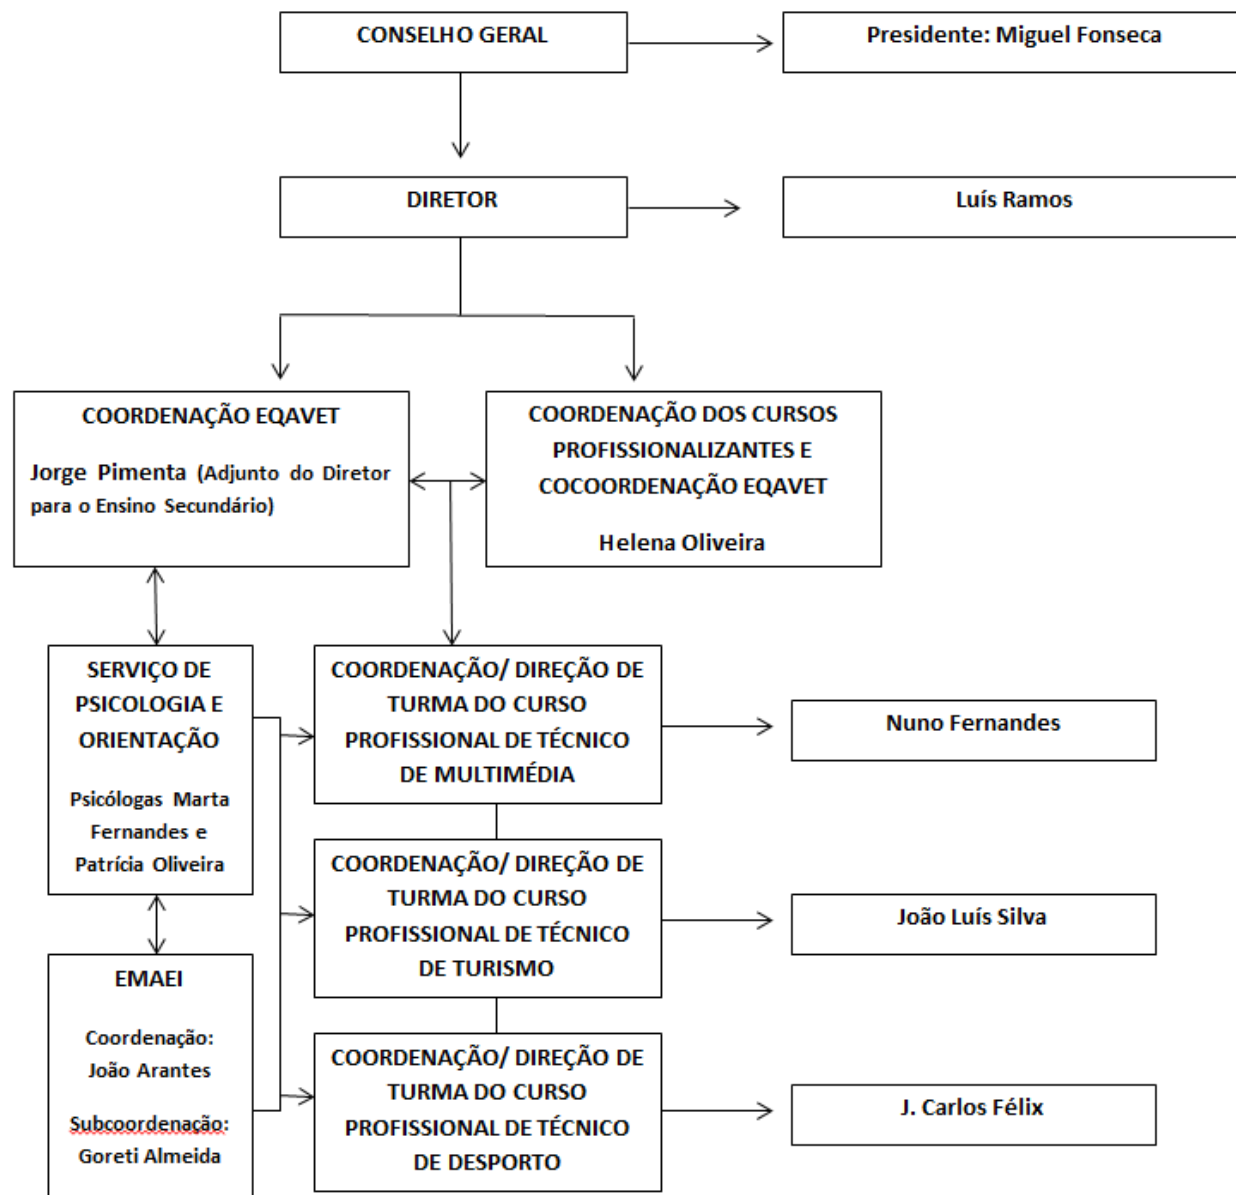 CONSELHO GERAL
Presidente: Miguel Fonseca
DIRETOR
Luís Ramos
COORDENAÇÃO EQAVET
Jorge Pimenta (Adjunto do Diretor
para o Ensino Secundário)
COORDENAÇÃO DOS CURSOS
PROFISSIONALIZANTES E
COCOORDENAÇÃO EQAVET
Helena Oliveira
SERVIÇO DE
PSICOLOGIA E
ORIENTAÇÃO
Psicólogas Marta
Fernandes e
Patrícia Oliveira
COORDENAÇÃO/ DIREÇÃO DE
TURMA DO CURSO
PROFISSIONAL DE TÉCNICO
DE MULTIMÉDIA
Nuno Fernandes
COORDENAÇÃO/ DIREÇÃO DE
TURMA DO CURSO
PROFISSIONAL DE TÉCNICO
DE TURISMO
João Luís Silva
EMAEI
Coordenação:
João Arantes
Subcoordenação:
Goreti Almeida
COORDENAÇÃO/ DIREÇÃO DE
TURMA DO CURSO
PROFISSIONAL DE TÉCNICO
DE DESPORTO
J. Carlos Félix